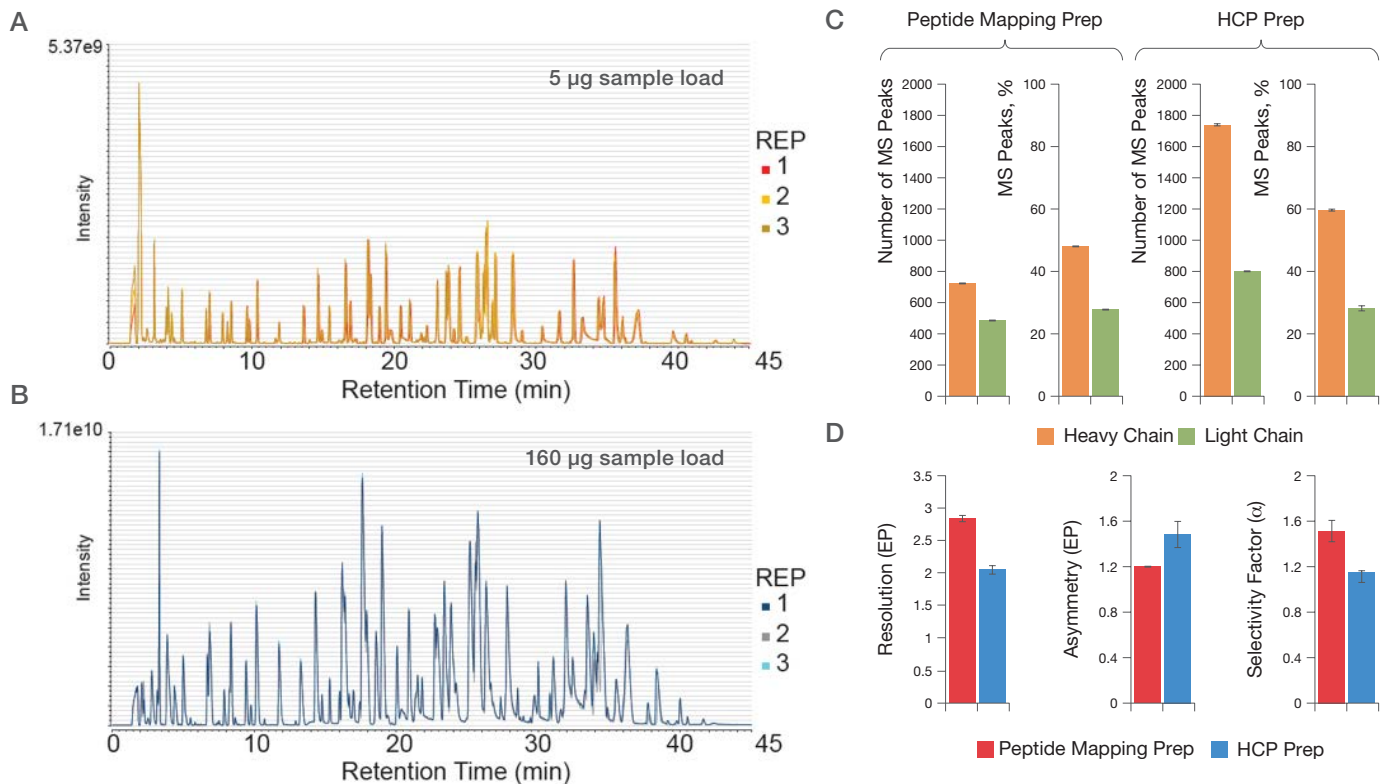 A
5.37e9
5 µg sample load
REP
1
2
3
Intensity
0 10 20 30 40 45
Retention Time (min)
B
1.71e10
160 µg sample load
REP
1
2
3
Intensity
0 10 20 30 40 45
Retention Time (min)
C
Peptide Mapping Prep
HCP Prep
Number of MS Peaks
2000
1800
1600
1400
1200
1000
800
600
400
200
0
MS Peaks, %
100
80
60
40
20
0
Number of MS Peaks
2000
1800
1600
1400
1200
1000
800
600
400
200
0
MS Peaks, %
100
80
60
40
20
0
Heavy Chain Light Chain
D
Resolution (EP)
3.5
3
2.5
2
1.5
1
0.5
0
Asymmetry (EP)
2
1.6
1.2
0.8
0.4
0
Selectivity Factor (α)
2
1.6
1.2
0.8
0.4
0
Peptide Mapping Prep HCP Prep